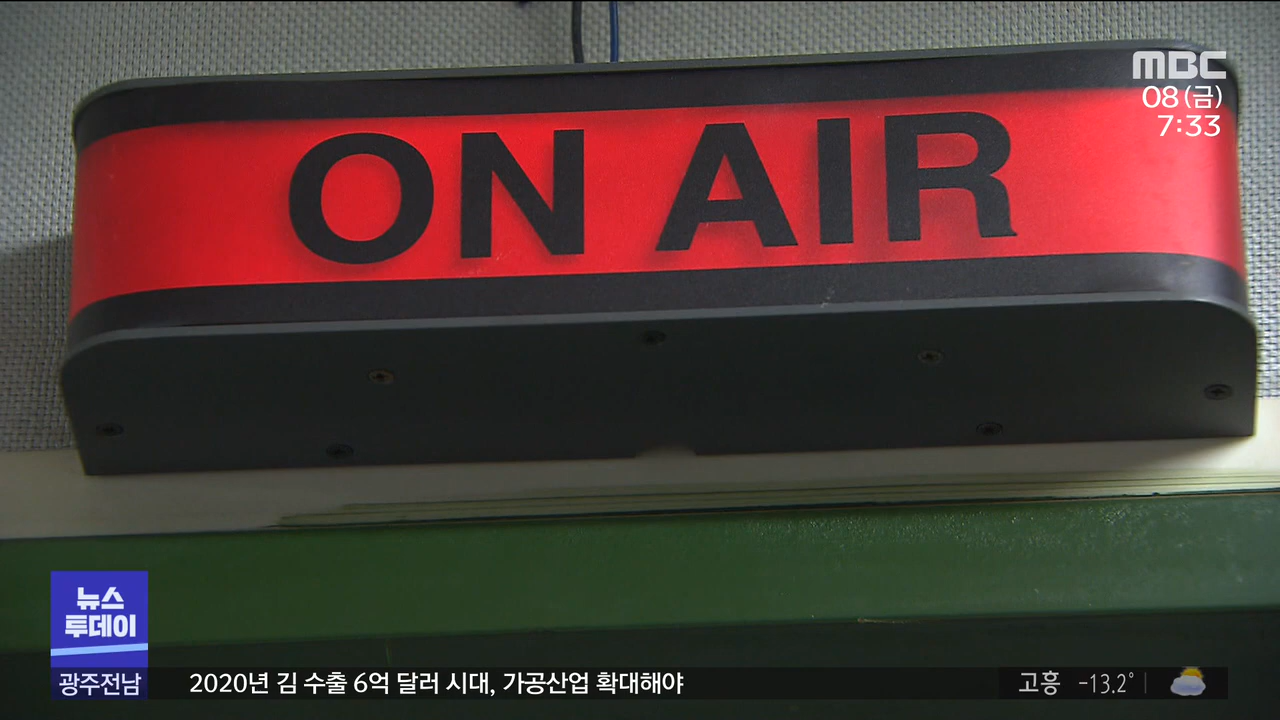 MBC
08(금)
7:33
ON AIR
뉴스
투데이
광주전남
2020년 김 수출 6억 달러 시대, 가공산업 확대해야
고흥 -13.2°